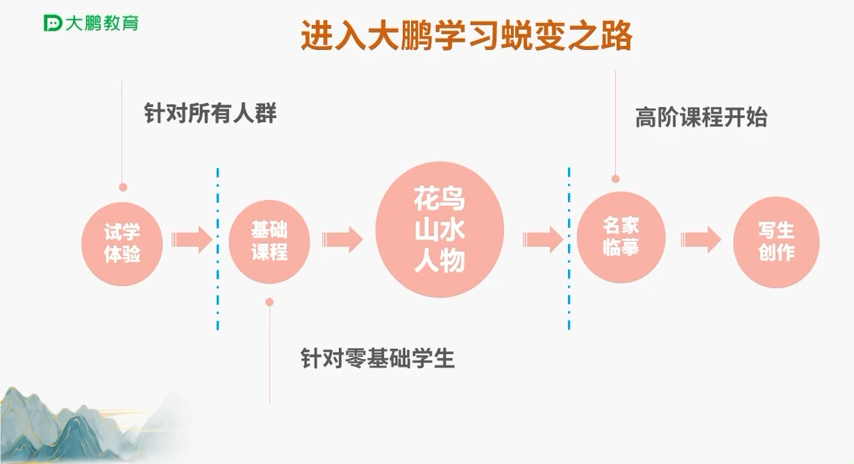 大鹏教育
进入大鹏学习蜕变之路
针对所有人群
高阶课程开始
试学
体验
基础
课程
花鸟
山水
人物
名家
临摹
写生
创作
针对零基础学生